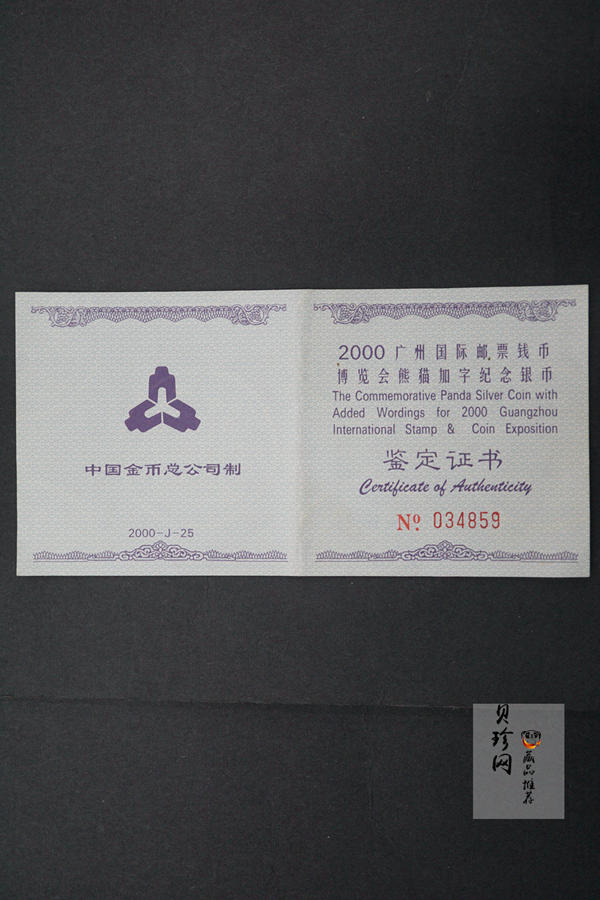 中国金币总公司制
2000-J-25
2000 广州国际邮票钱币
博览会熊猫加字纪念银币
The Commemorative Panda Silver Coin with
Added Wordings for 2000 Guangzhou
International Stamp & Coin Exposition
鉴定证书
Certificate of Authenticity
Nº. 034859
贝珍网
藏品推荐